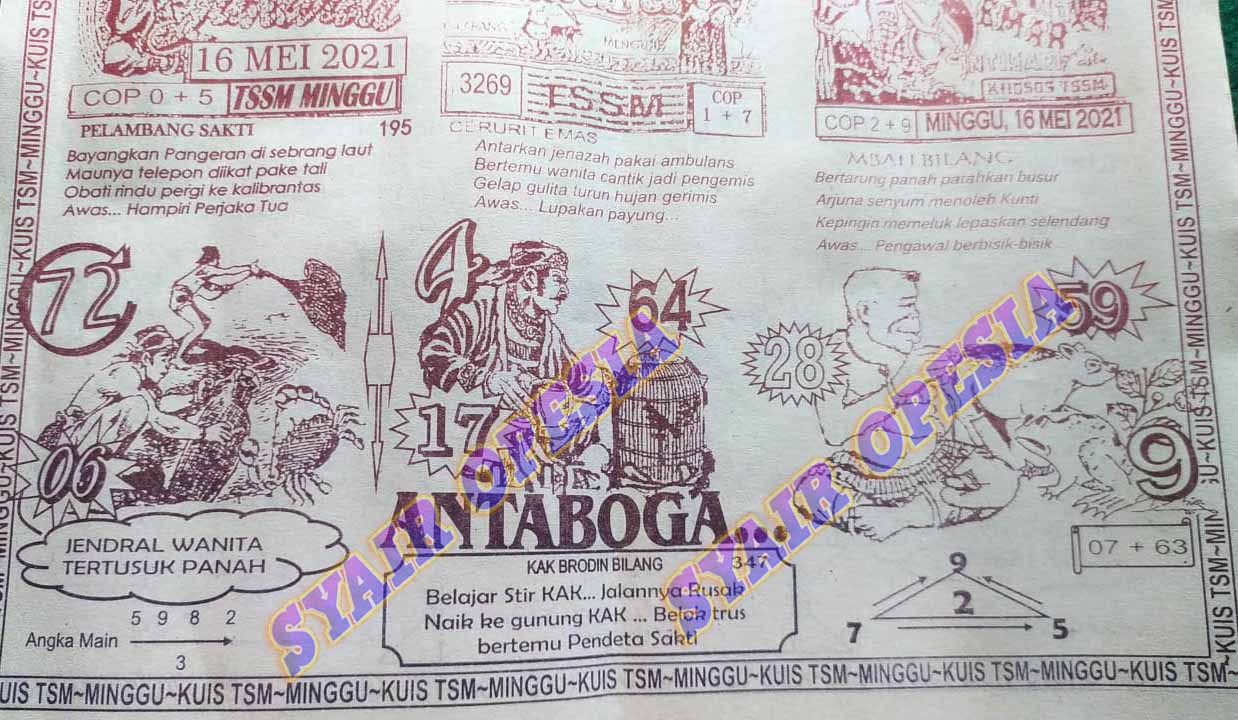 16 MEI 2021
COP 0 + 5
TSSM MINGGU
PELAMBANG SAKTI 195
Bayangkan Pangeran di sebrang laut
Maunya telepon diikat pake tali
Obati rindu pergi ke kalibrantas
Awas... Hampiri Perjaka Tua
3269
COP
1 + 7
CERURIT EMAS
Antarkan jenazah pakai ambulans
Bertemu wanita cantik jadi pengemis
Gelap gulita turun hujan gerimis
Awas... Lupakan payung...
KHUSUS TSSM
COP 2 + 9
MINGGU, 16 MEI 2021
MBAH BILANG
Bertarung panah patahkan busur
Arjuna senyum menoleh Kunti
Kepingin memeluk lepaskan selendang
Awas... Pengawal berbisik-bisik
72
06
4
64
17
28
59
9
JENDRAL WANITA
TERTUSUK PANAH
5 9 8 2
Angka Main
3
ANTABOGA...
KAK BRODIN BILANG 347
Belajar Stir KAK... Jalannya Rusak
Naik ke gunung KAK ... Belok trus
bertemu Pendeta Sakti
07 + 63
9
2
7 5
SYAIR OPESIA
SYAIR OPESIA
UIS TSM~MINGGU~KUIS TSM~MINGGU~KUIS TSM~MINGGU~KUIS TSM~MINGGU~KUIS TSM~MINGGU~KUIS TSM~